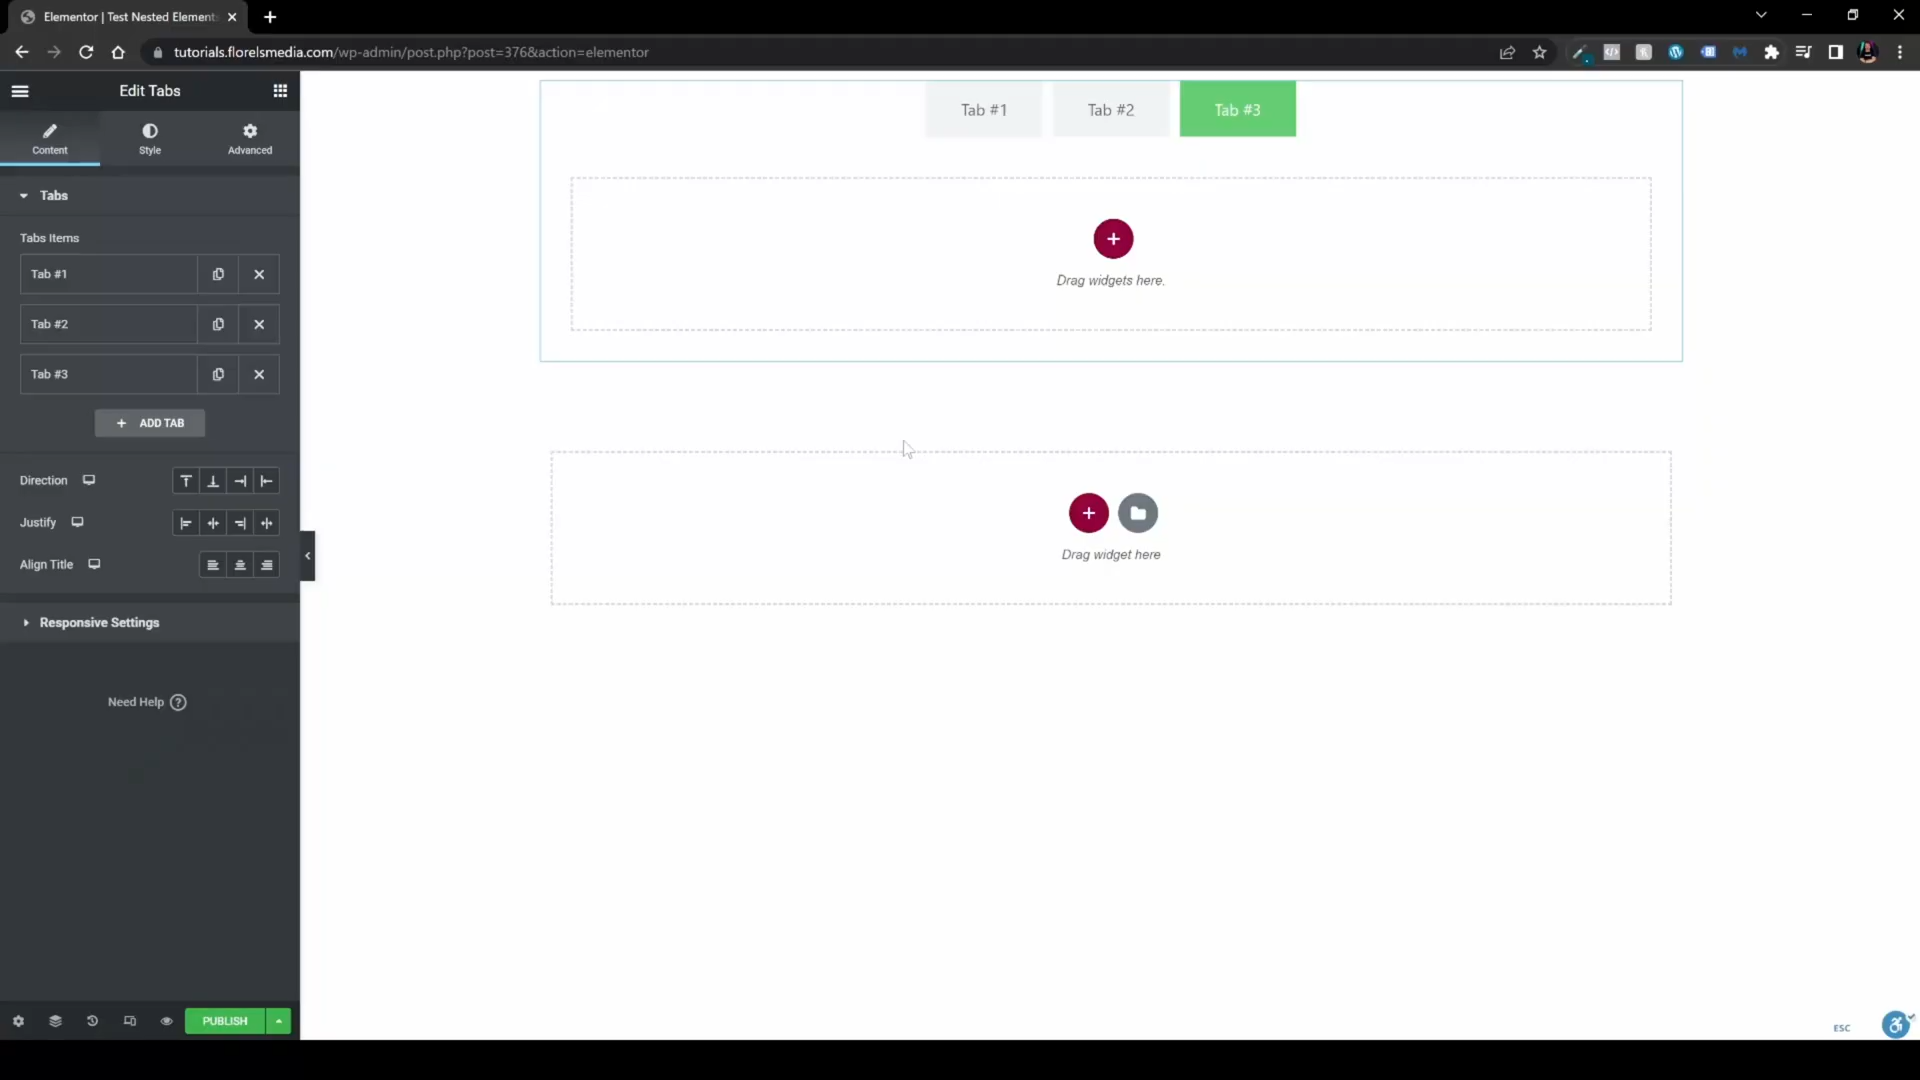 Elementor | Test Nested Element
tutorials.florelsmedia.com/wp-admin/post.php?post=376&action=elementor
Edit Tabs
Content
Style
Advanced
Tabs
Tabs Items
Tab #1
Tab #2
Tab #3
+ ADD TAB
Direction
Justify
Align Title
Responsive Settings
Need Help ?
PUBLISH
Tab #1
Tab #2
Tab #3
Drag widgets here.
Drag widget here
ESC